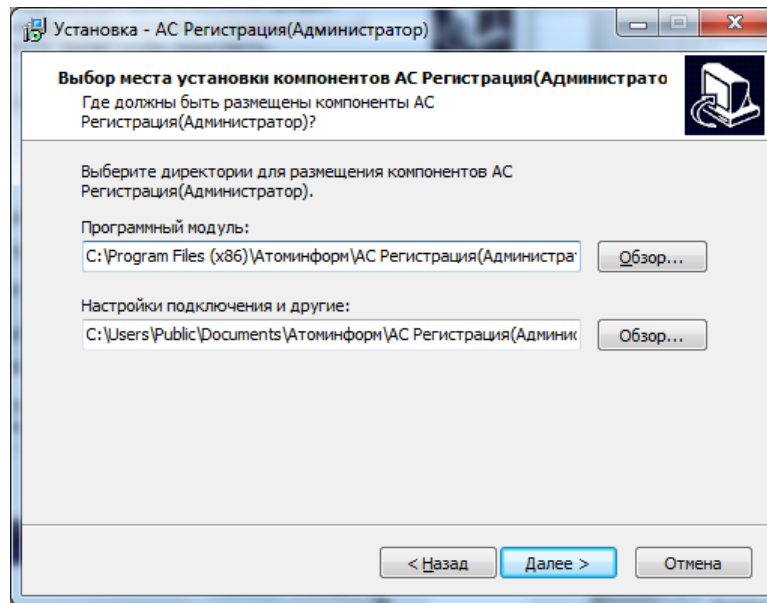 Установка - АС Регистрация(Администратор)
Выбор места установки компонентов АС Регистрация(Администрато
Где должны быть размещены компоненты АС
Регистрация(Администратор)?
Выберите директории для размещения компонентов АС
Регистрация(Администратор).
Программный модуль:
C:\Program Files (x86)\Атоминформ\АС Регистрация(Администра
Обзор...
Настройки подключения и другие:
C:\Users\Public\Documents\Атоминформ\АС Регистрация(Админи
Обзор...
< Назад
Далее >
Отмена